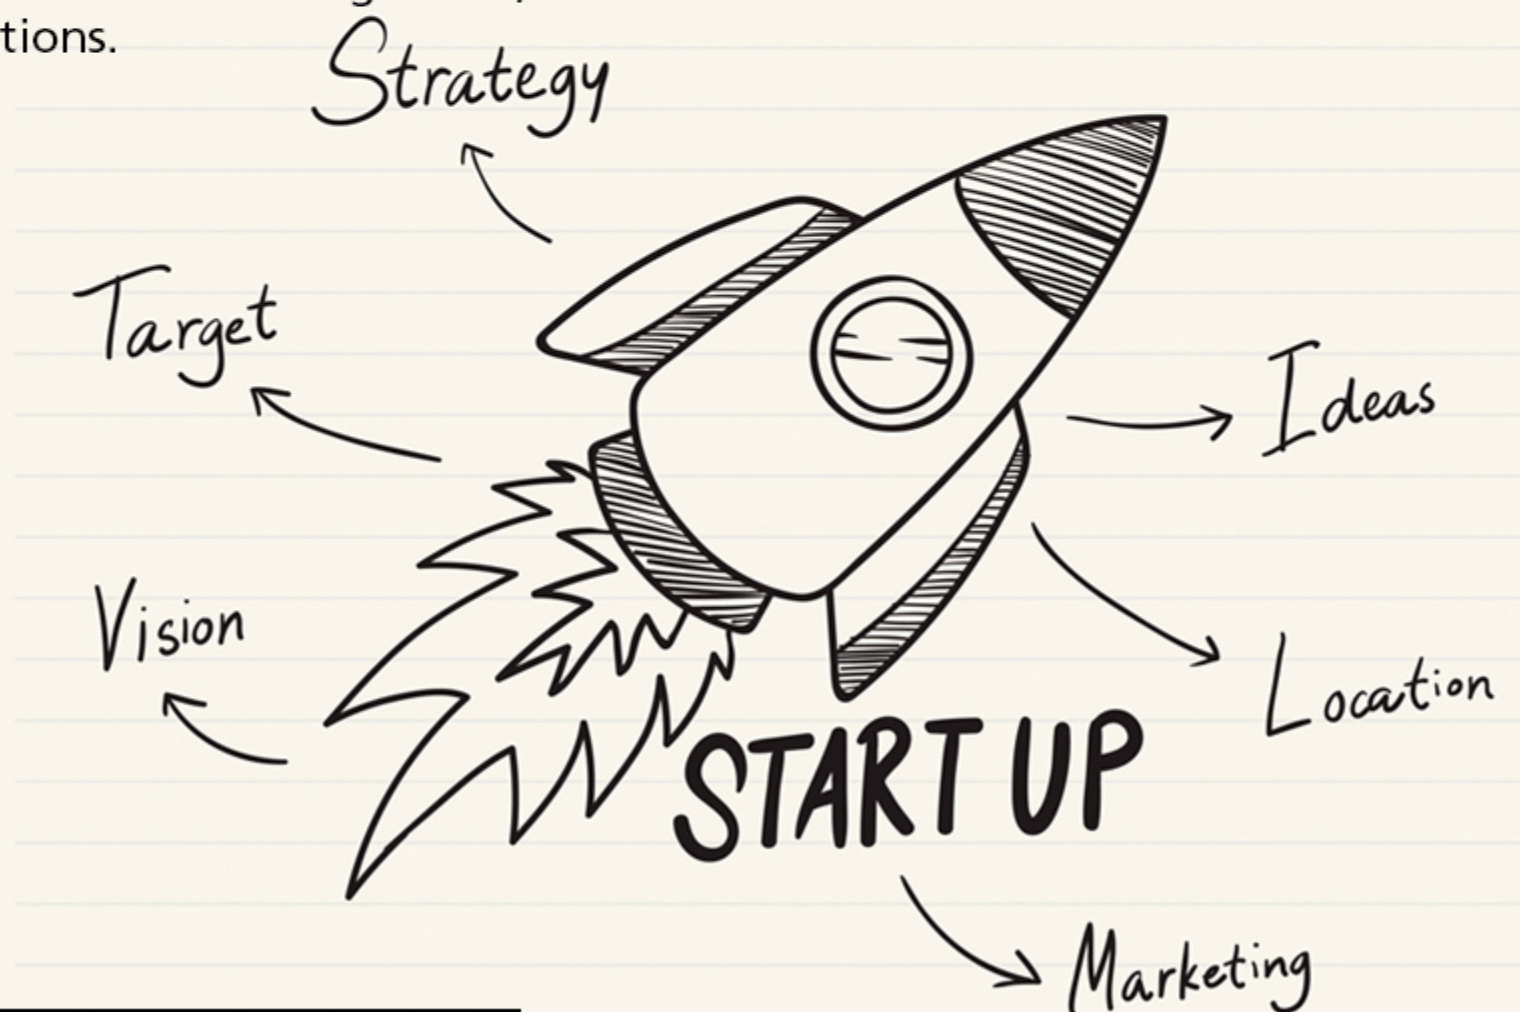 tions.
Strategy
Target
Ideas
Vision
Location
START UP
Marketing